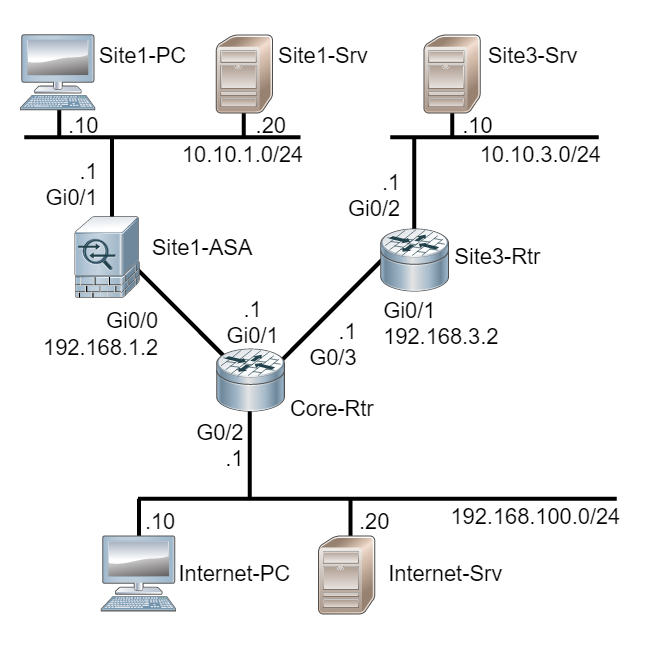 Site1-PC
Site1-Srv
Site3-Srv
.10
.20
.10
10.10.1.0/24
10.10.3.0/24
.1
Gi0/1
.1
Gi0/2
Site1-ASA
Site3-Rtr
Gi0/0
192.168.1.2
.1
Gi0/1
.1
G0/3
Gi0/1
192.168.3.2
Core-Rtr
G0/2
.1
.10
.20
192.168.100.0/24
Internet-PC
Internet-Srv